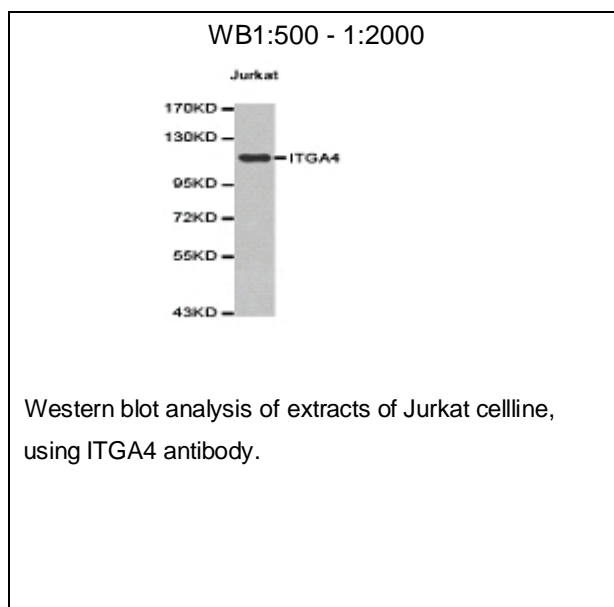 WB1:500 - 1:2000
Jurkat
170KD
130KD
ITGA4
95KD
72KD
55KD
43KD
Western blot analysis of extracts of Jurkat cellline,
using ITGA4 antibody.